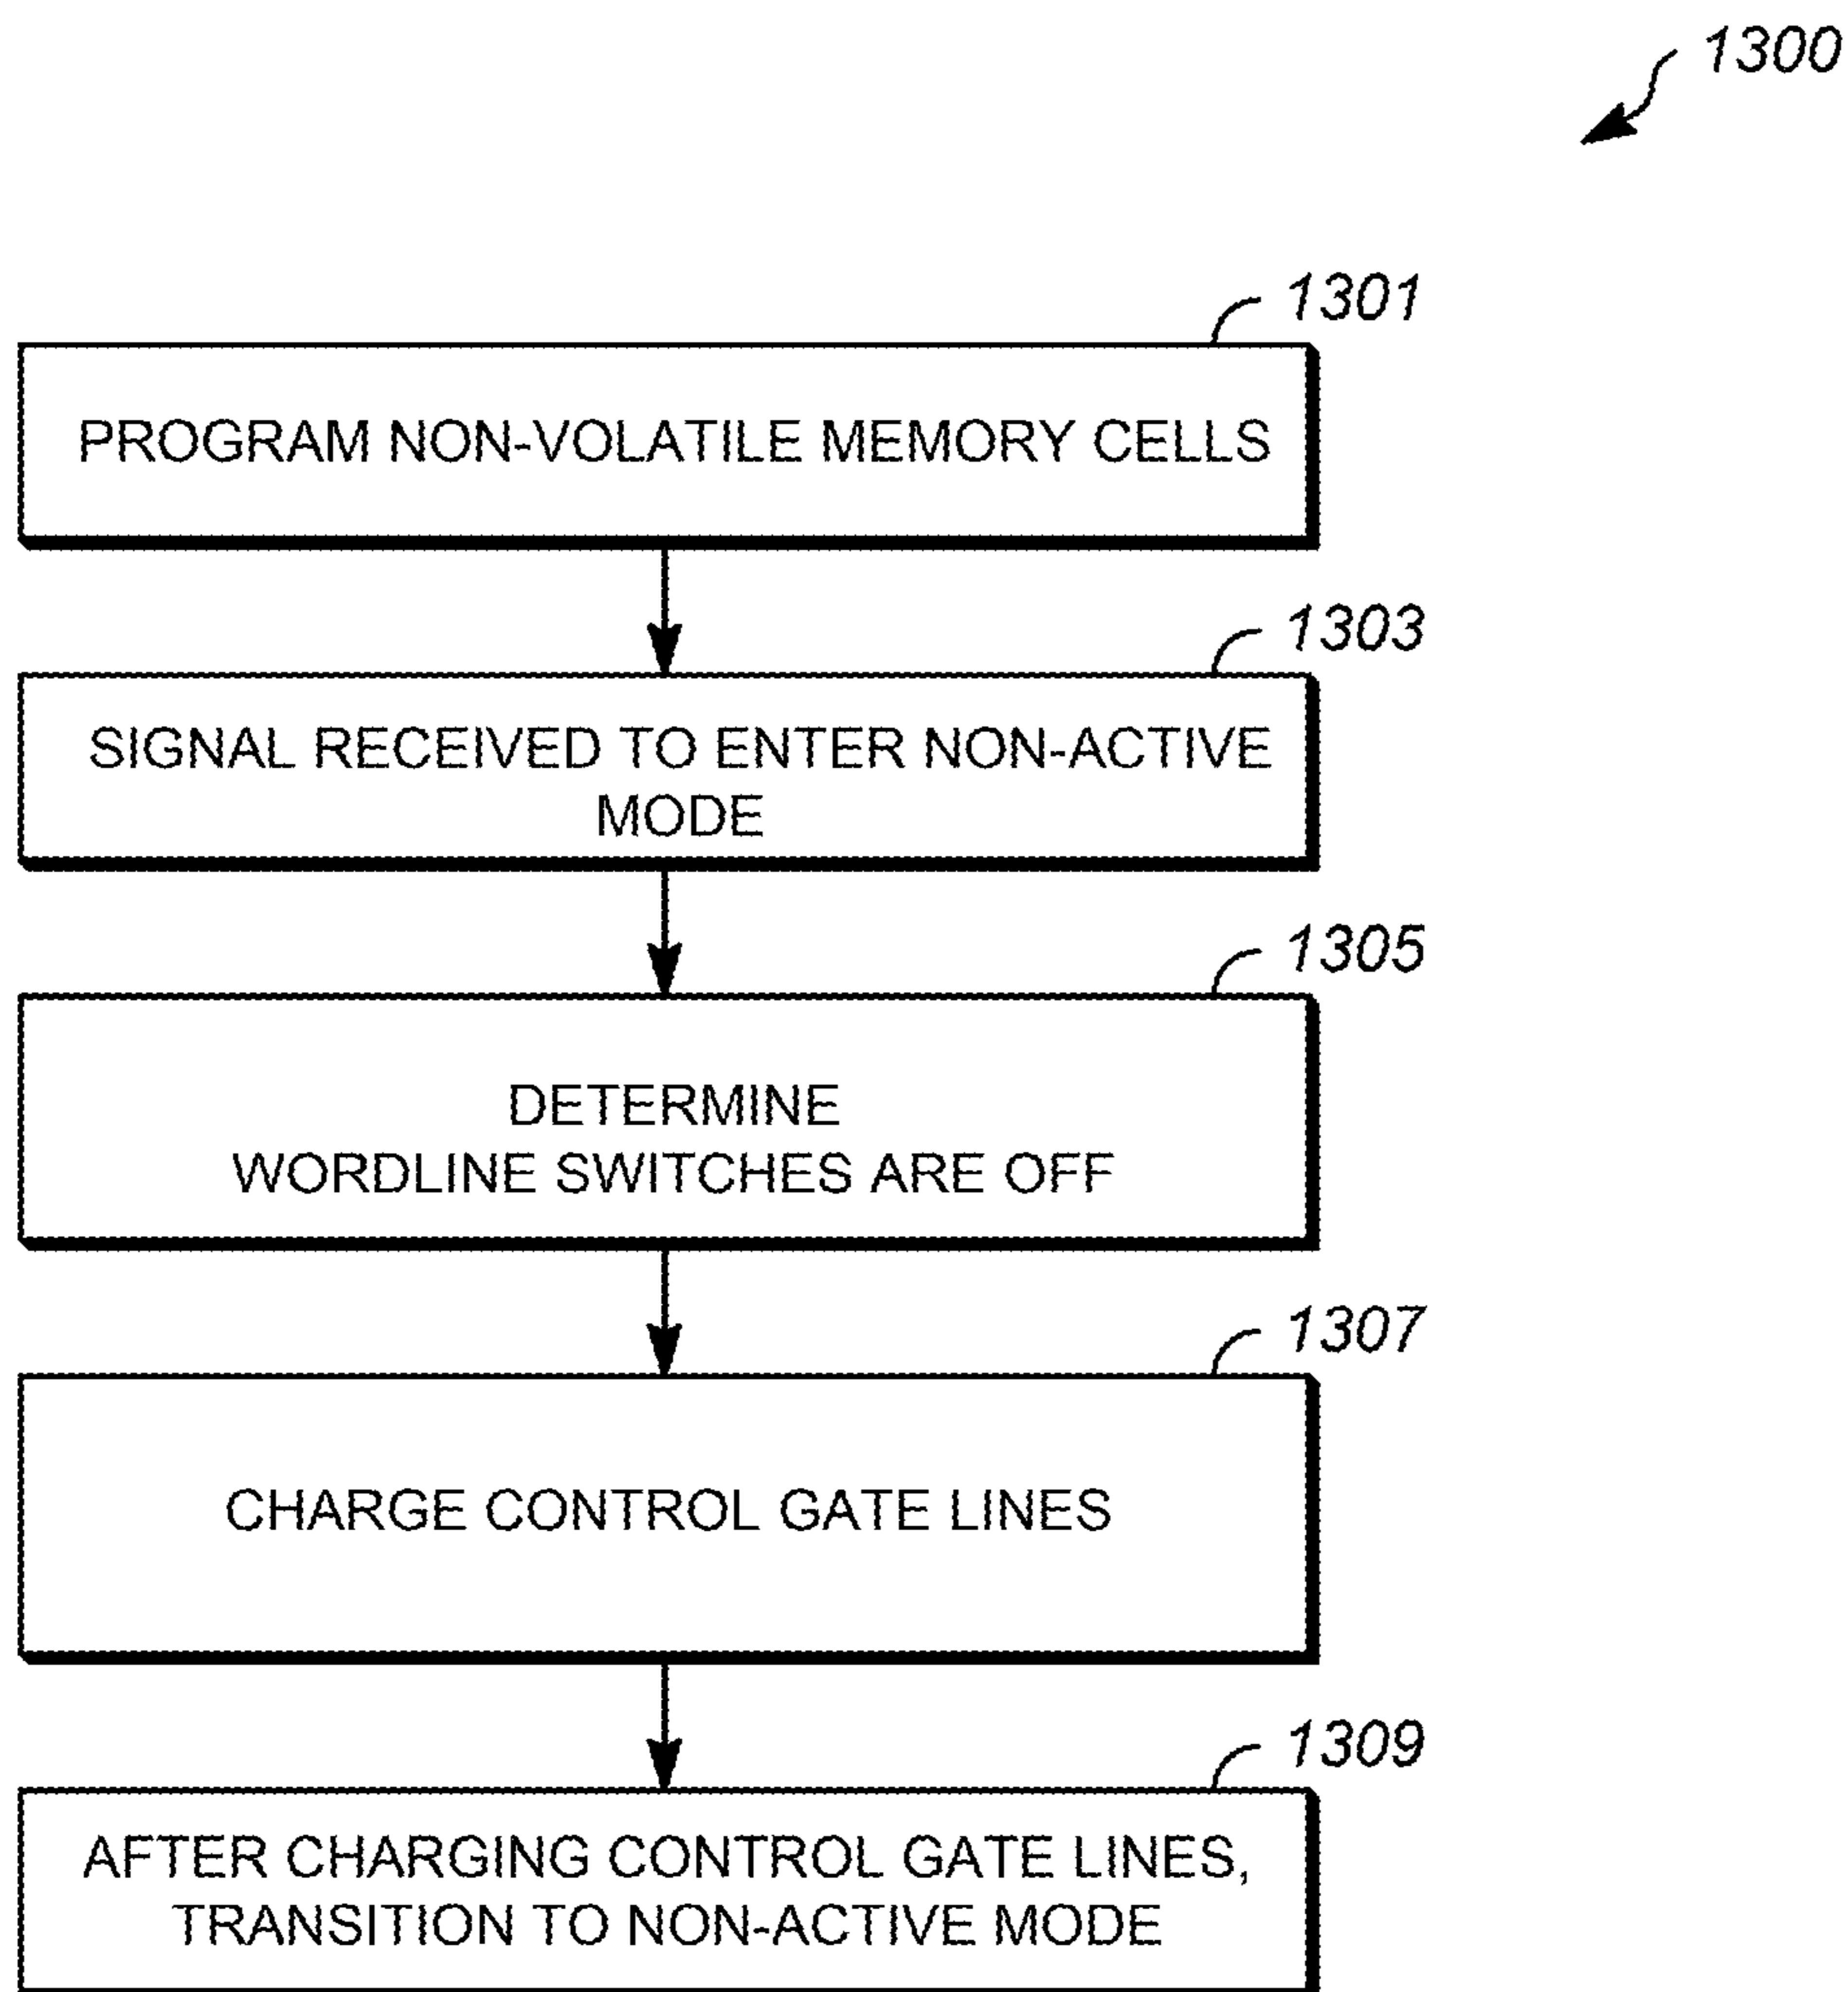 1300
1301
PROGRAM NON-VOLATILE MEMORY CELLS
1303
SIGNAL RECEIVED TO ENTER NON-ACTIVE
MODE
1305
DETERMINE
WORDLINE SWITCHES ARE OFF
1307
CHARGE CONTROL GATE LINES
1309
AFTER CHARGING CONTROL GATE LINES,
TRANSITION TO NON-ACTIVE MODE